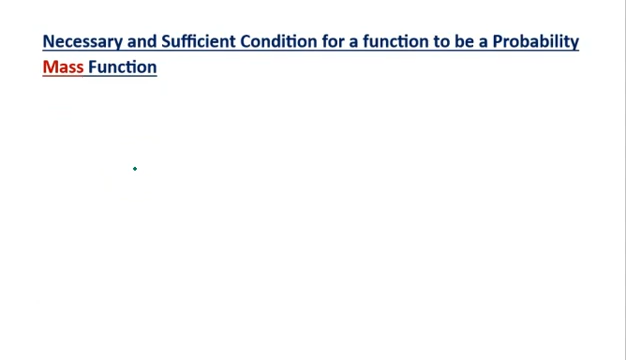 Necessary and Sufficient Condition for a function to be a Probability
Mass Function